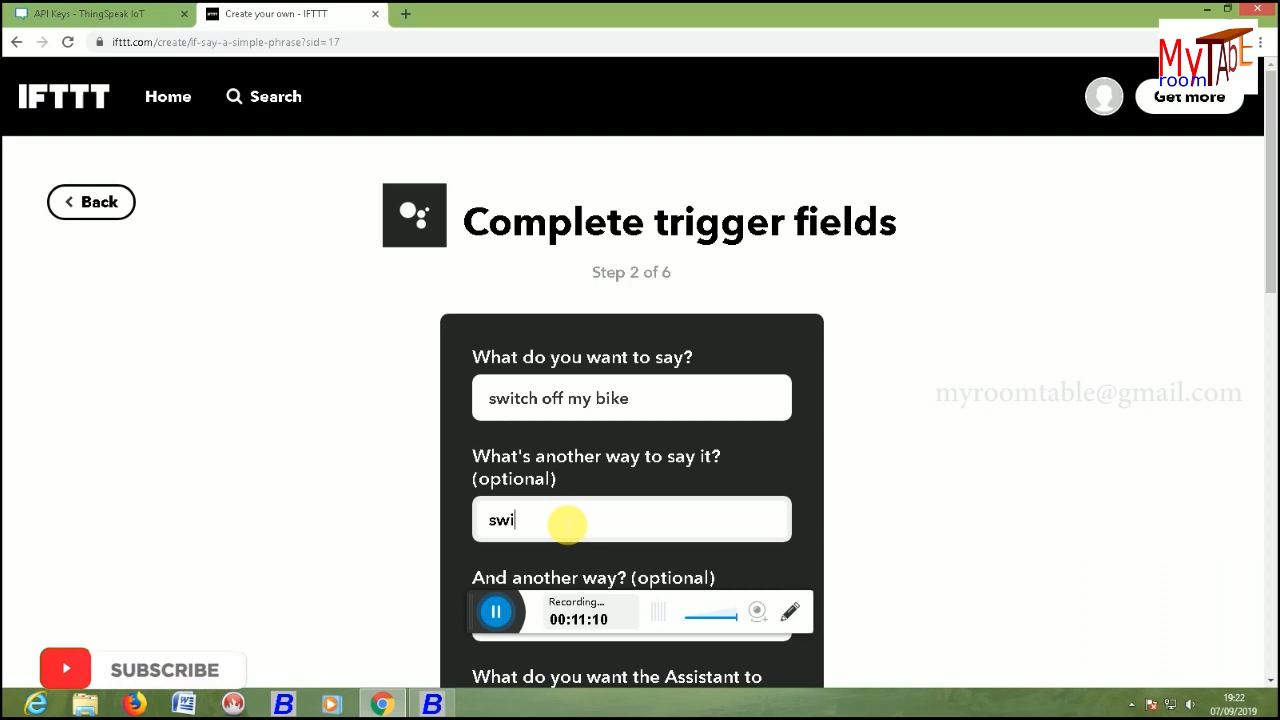 API Keys - ThingSpeak IoT
Create your own - IFTTT
ifttt.com/create/if-say-a-simple-phrase?sid=17
My TAbE
room
IFTTT
Home
Search
Get more
Back
Complete trigger fields
Step 2 of 6
What do you want to say?
switch off my bike
myroomtable@gmail.com
What's another way to say it?
(optional)
swi
And another way? (optional)
Recording...
00:11:10
SUBSCRIBE
What do you want the Assistant to
19:22
07/09/2019